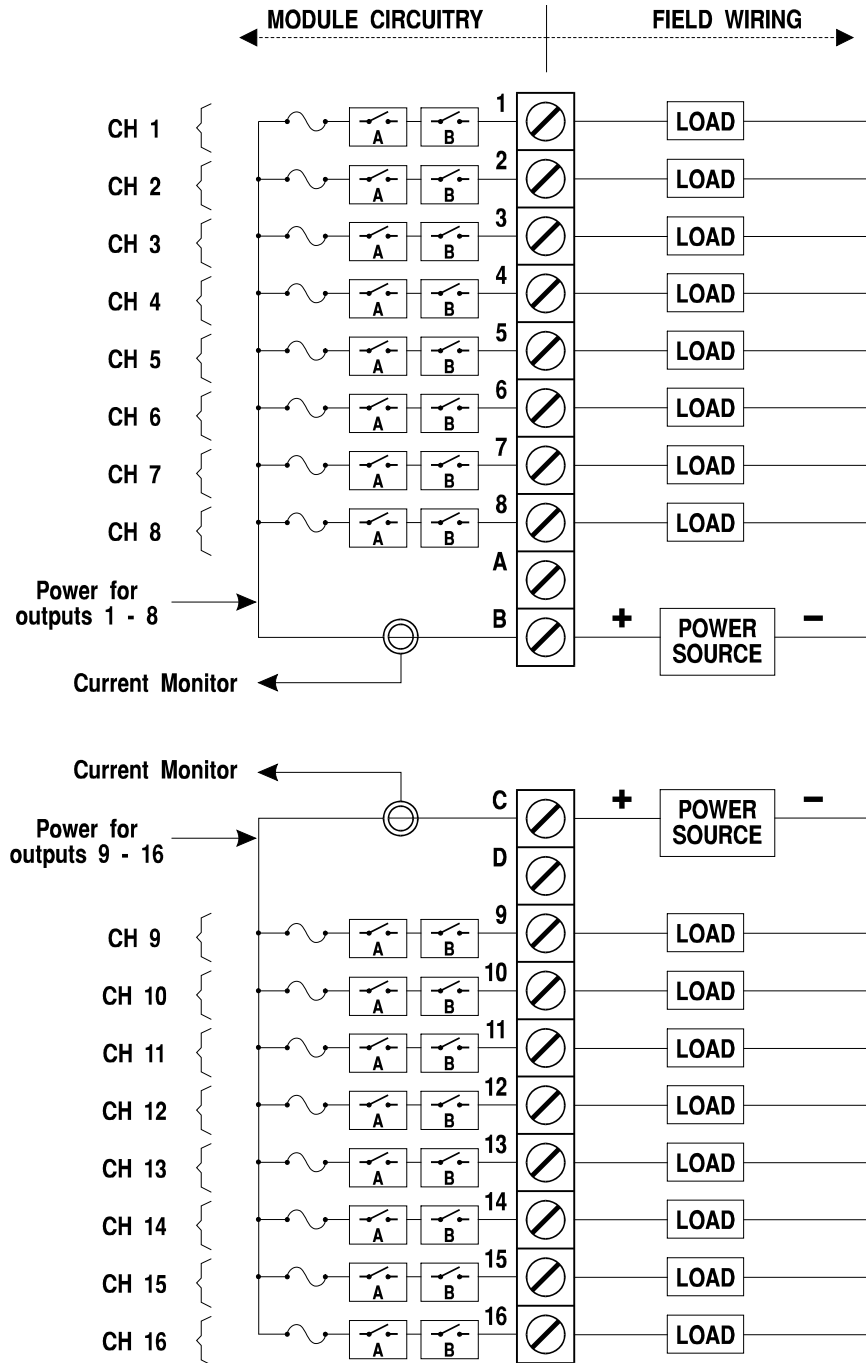 MODULE CIRCUITRY FIELD WIRING
CH 1 A B 1 LOAD
CH 2 A B 2 LOAD
CH 3 A B 3 LOAD
CH 4 A B 4 LOAD
CH 5 A B 5 LOAD
CH 6 A B 6 LOAD
CH 7 A B 7 LOAD
CH 8 A B 8 LOAD
A
Power for
outputs 1 - 8
B + POWER
SOURCE -
Current Monitor
Current Monitor
C + POWER
SOURCE -
Power for
outputs 9 - 16
D
CH 9 A B 9 LOAD
CH 10 A B 10 LOAD
CH 11 A B 11 LOAD
CH 12 A B 12 LOAD
CH 13 A B 13 LOAD
CH 14 A B 14 LOAD
CH 15 A B 15 LOAD
CH 16 A B 16 LOAD